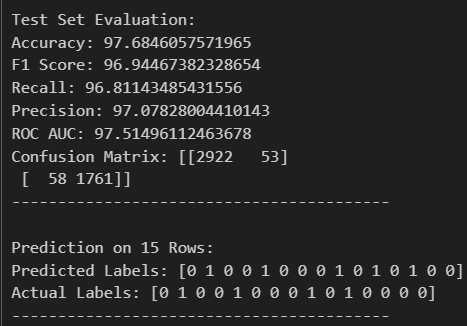 Test Set Evaluation:
Accuracy: 97.6846057571965
F1 Score: 96.94467382328654
Recall: 96.81143485431556
Precision: 97.07828004410143
ROC AUC: 97.51496112463678
Confusion Matrix: [[2922   53]
 [  58 1761]]
-----------------------------------------
Prediction on 15 Rows:
Predicted Labels: [0 1 0 0 1 0 0 0 1 0 1 0 1 0 0]
Actual Labels: [0 1 0 0 1 0 0 0 1 0 1 0 0 0 0]
-----------------------------------------